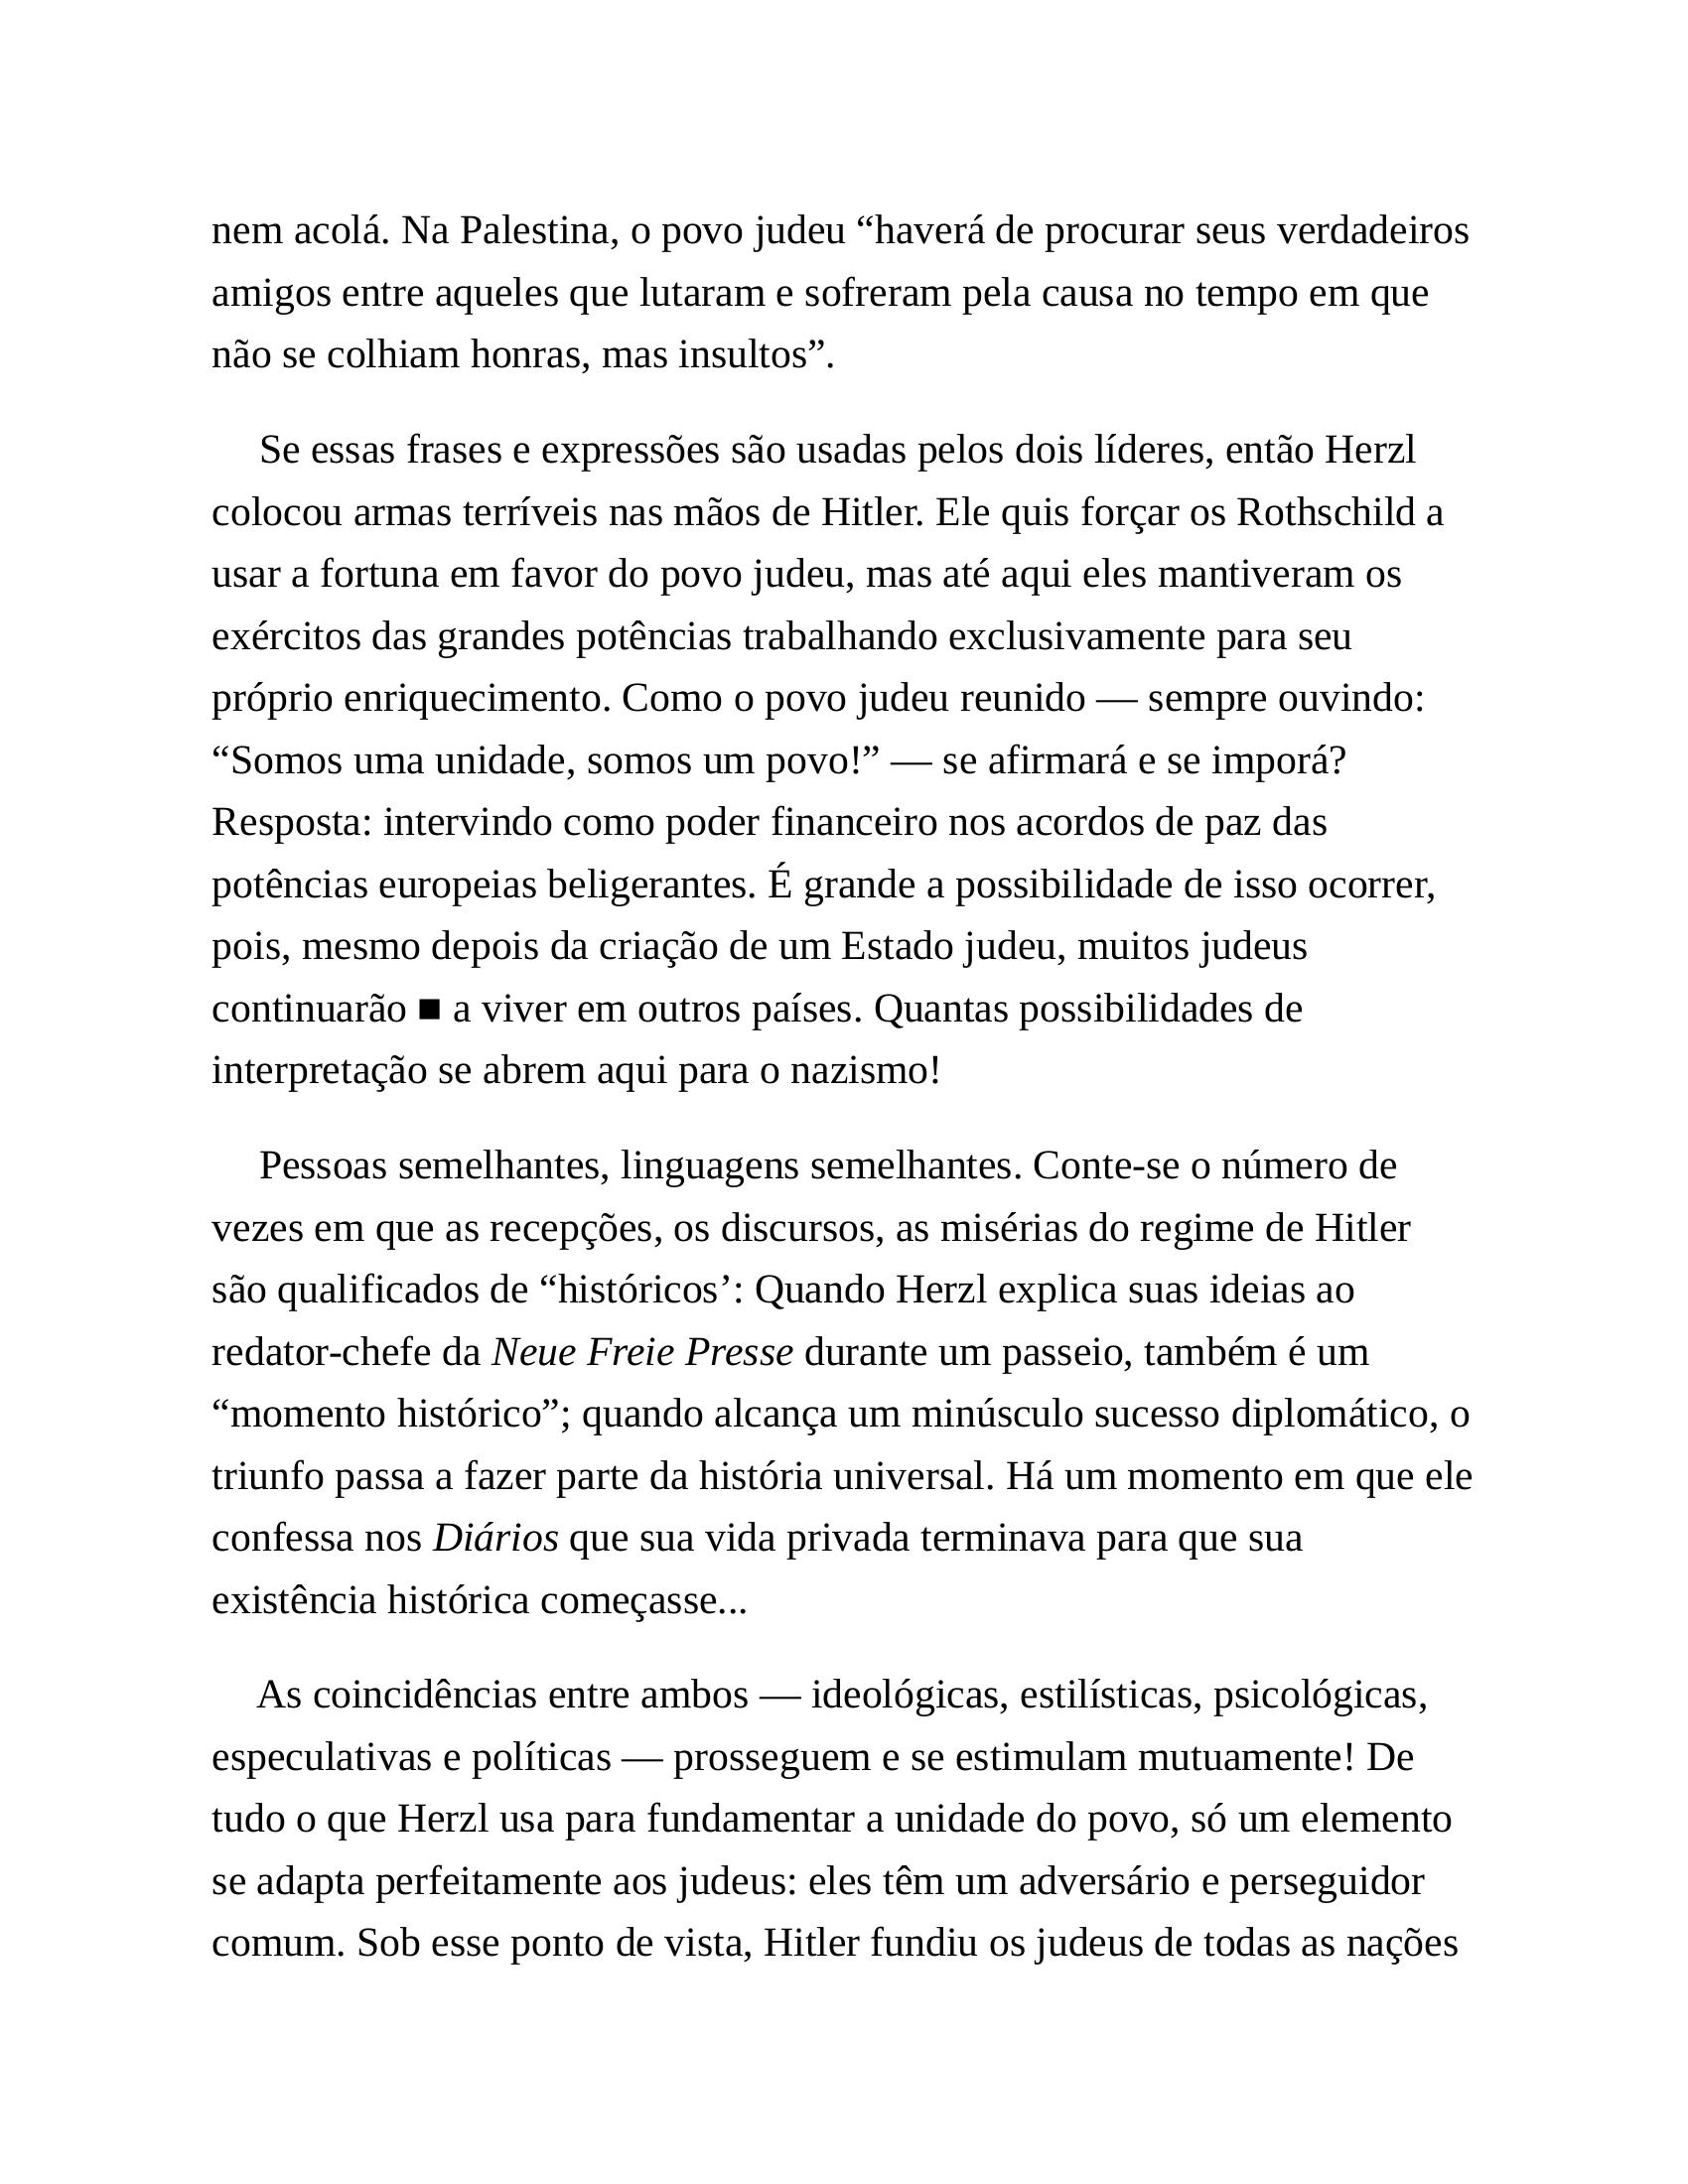 nem acolá. Na Palestina, o povo judeu “haverá de procurar seus verdadeiros
amigos entre aqueles que lutaram e sofreram pela causa no tempo em que
não se colhiam honras, mas insultos”.
Se essas frases e expressões são usadas pelos dois líderes, então Herzl
colocou armas terríveis nas mãos de Hitler. Ele quis forçar os Rothschild a
usar a fortuna em favor do povo judeu, mas até aqui eles mantiveram os
exércitos das grandes potências trabalhando exclusivamente para seu
próprio enriquecimento. Como o povo judeu reunido — sempre ouvindo:
“Somos uma unidade, somos um povo!” — se afirmará e se imporá?
Resposta: intervindo como poder financeiro nos acordos de paz das
potências europeias beligerantes. É grande a possibilidade de isso ocorrer,
pois, mesmo depois da criação de um Estado judeu, muitos judeus
continuarão ■ a viver em outros países. Quantas possibilidades de
interpretação se abrem aqui para o nazismo!
Pessoas semelhantes, linguagens semelhantes. Conte-se o número de
vezes em que as recepções, os discursos, as misérias do regime de Hitler
são qualificados de “históricos’: Quando Herzl explica suas ideias ao
redator-chefe da Neue Freie Presse durante um passeio, também é um
“momento histórico”; quando alcança um minúsculo sucesso diplomático, o
triunfo passa a fazer parte da história universal. Há um momento em que ele
confessa nos Diários que sua vida privada terminava para que sua
existência histórica começasse...
As coincidências entre ambos — ideológicas, estilísticas, psicológicas,
especulativas e políticas — prosseguem e se estimulam mutuamente! De
tudo o que Herzl usa para fundamentar a unidade do povo, só um elemento
se adapta perfeitamente aos judeus: eles têm um adversário e perseguidor
comum. Sob esse ponto de vista, Hitler fundiu os judeus de todas as nações